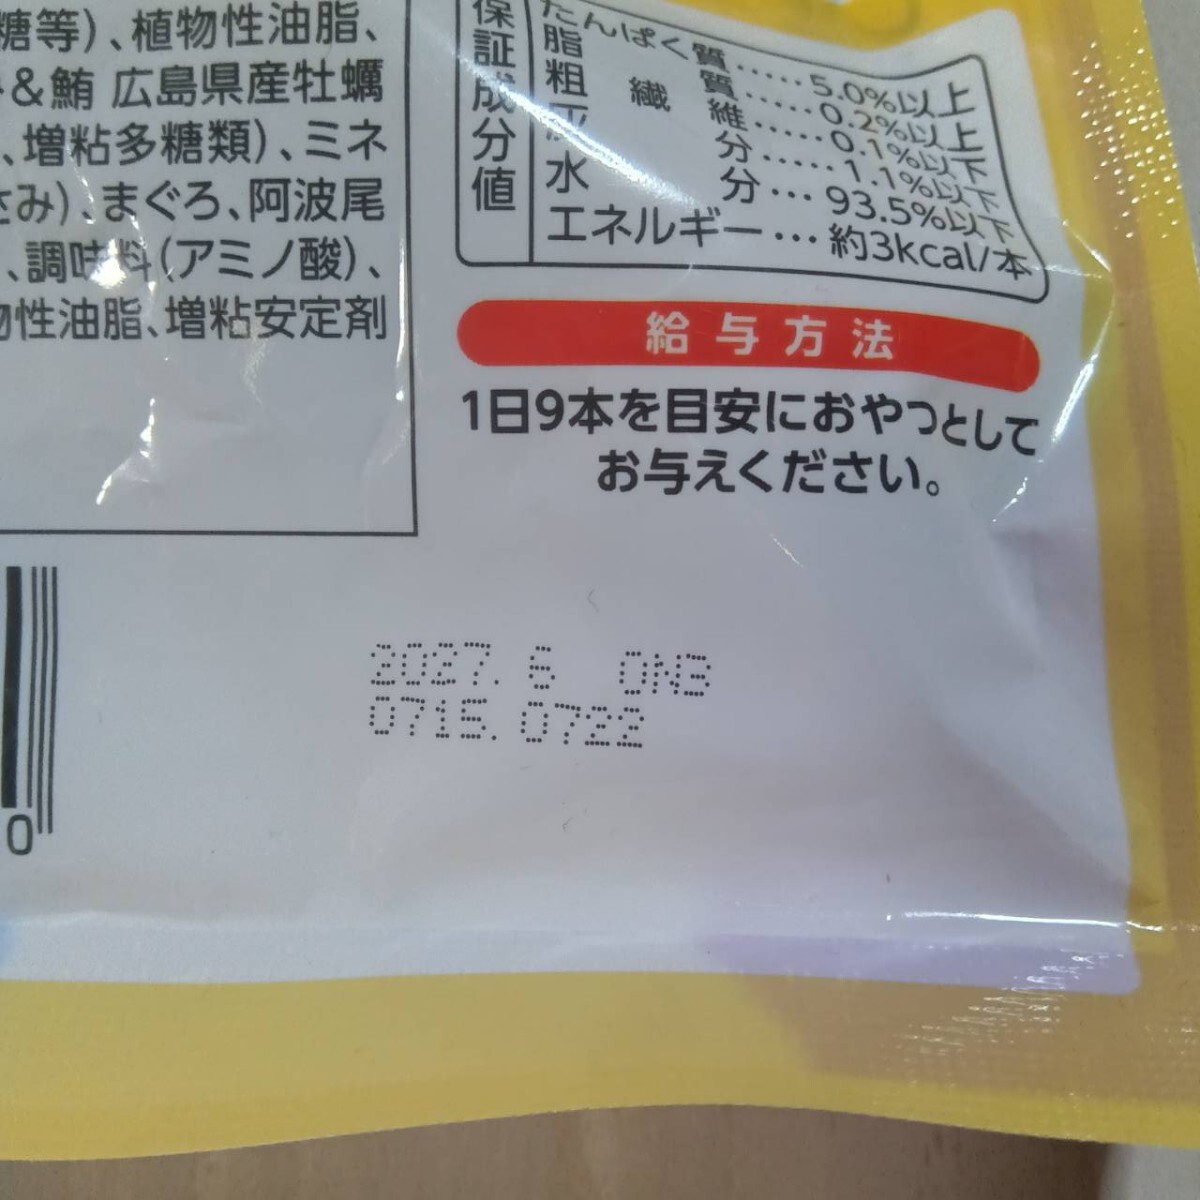 糖等)、植物性油脂、
&鮪 広島県産牡蠣
、増粘多糖類)、ミネ
さみ)、まぐろ、阿波尾
、調味料(アミノ酸)、
物性油脂、増粘安定剤
保証成分値
たんぱく質……5.0%以上
脂質……0.2%以上
粗繊維……0.1%以下
灰分……1.1%以下
水分…93.5%以下
エネルギー…約3kcal/本
給与方法
1日9本を目安におやつとして
お与えください。
2027. 6 ON3
0715. 0722
0